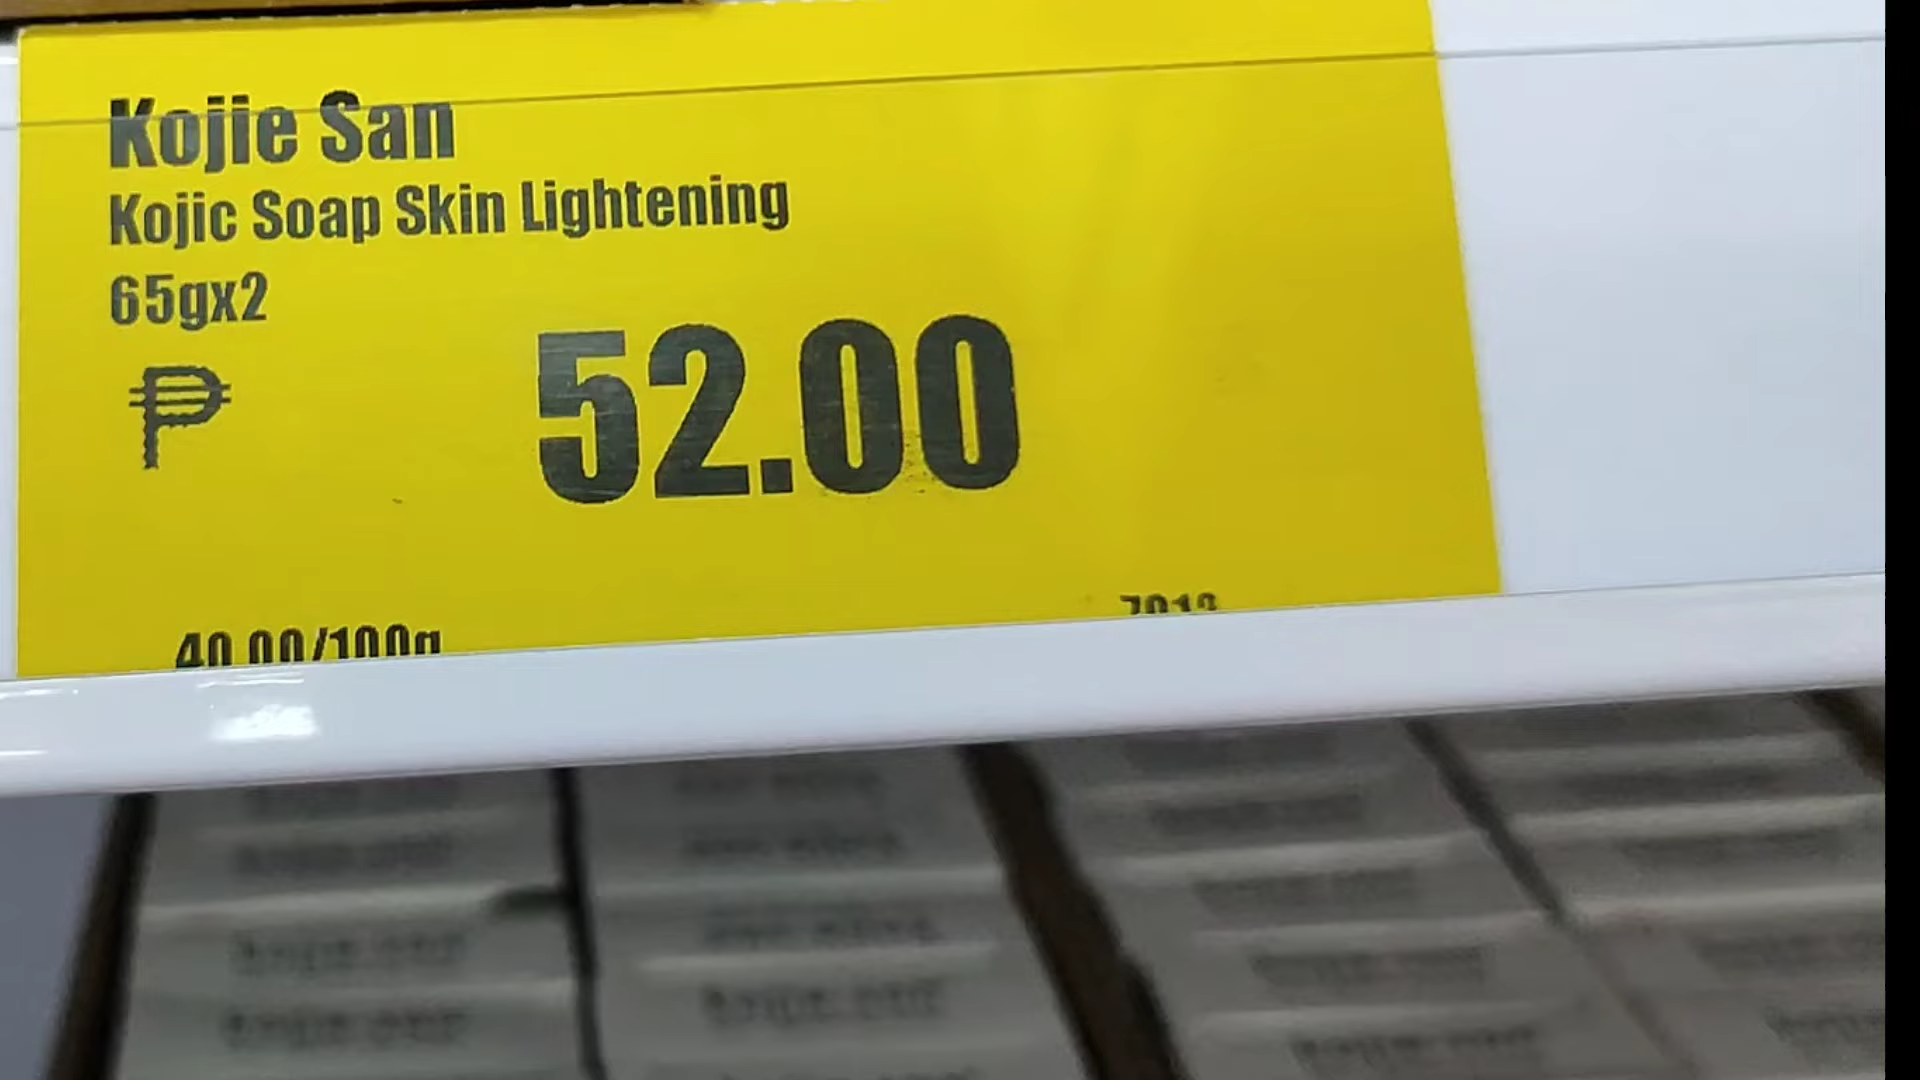 Kojie San
Kojic Soap Skin Lightening
65gx2
₱ 52.00
40.00/100g